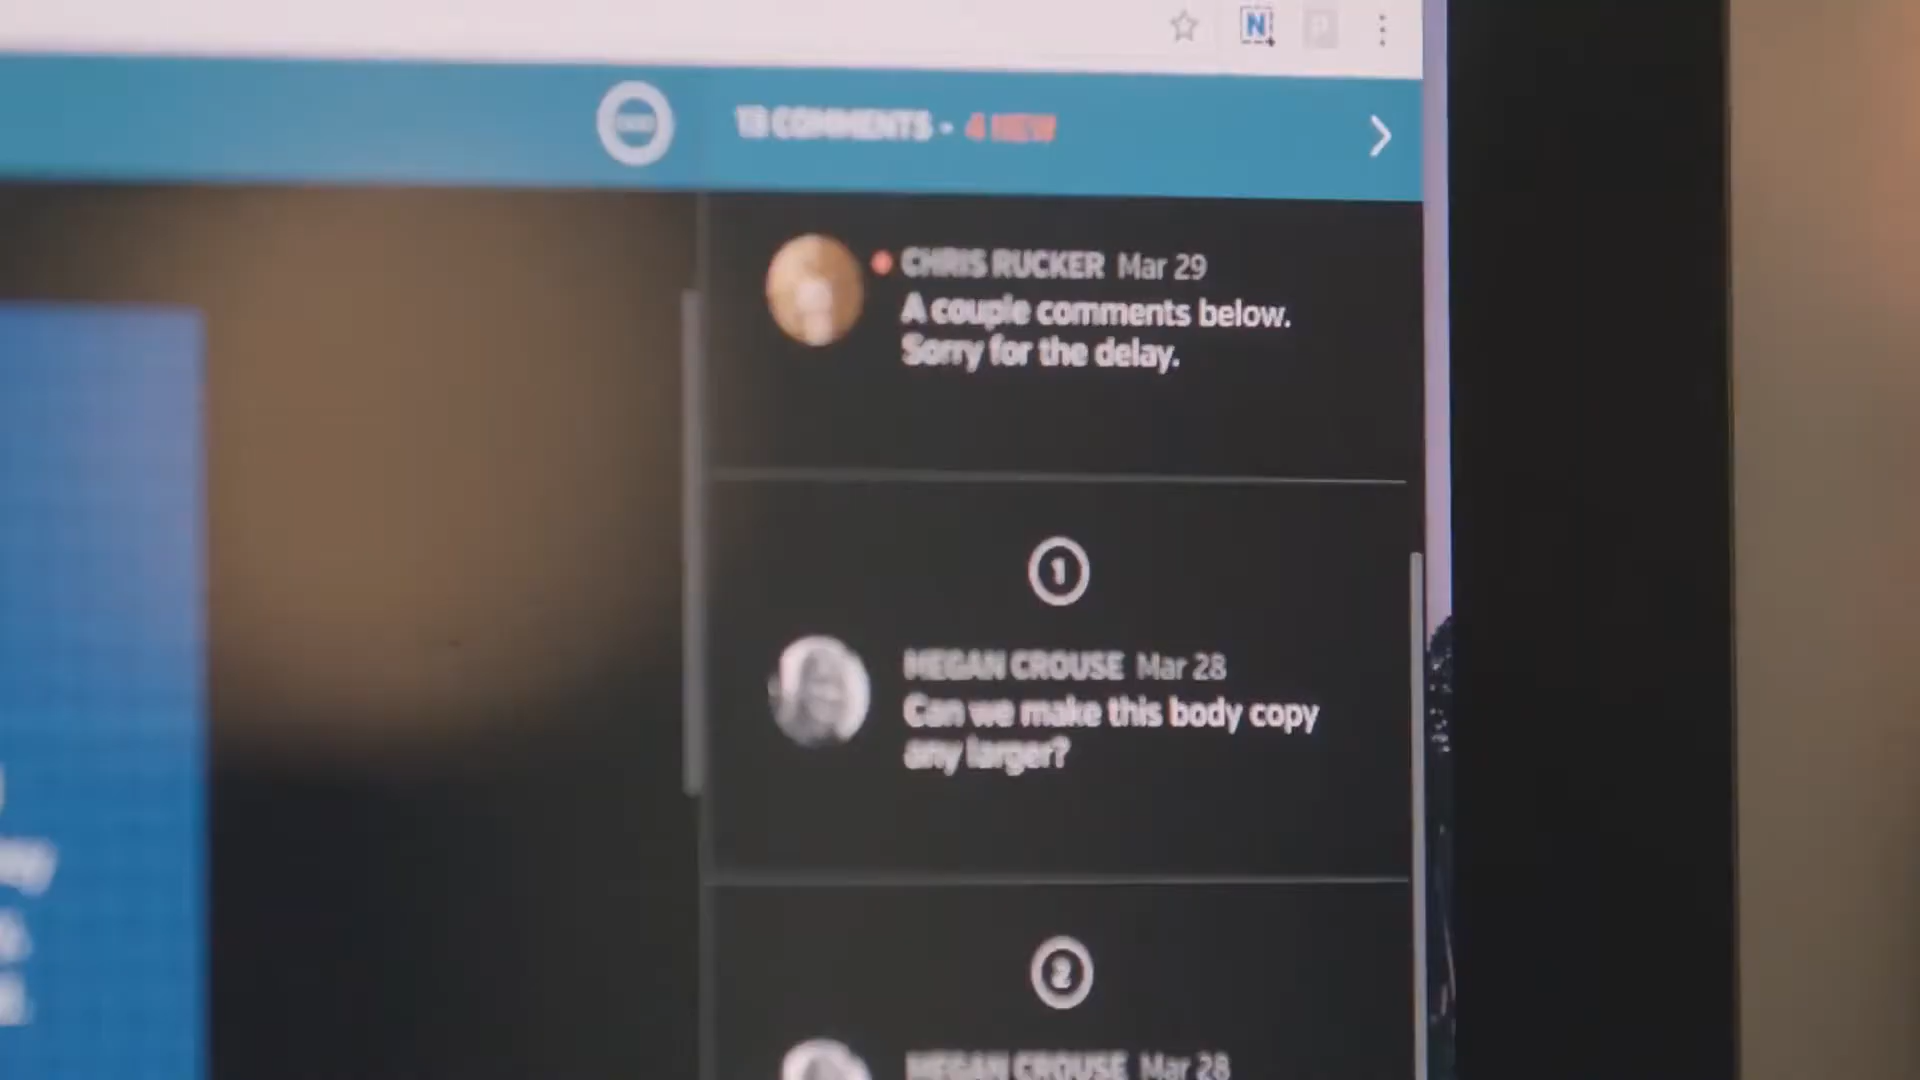 13 COMMENTS - 4 NEW
CHRIS RUCKER Mar 29
A couple comments below.
Sorry for the delay.
1
MEGAN CROUSE Mar 28
Can we make this body copy
any larger?
2
MEGAN CROUSE Mar 28